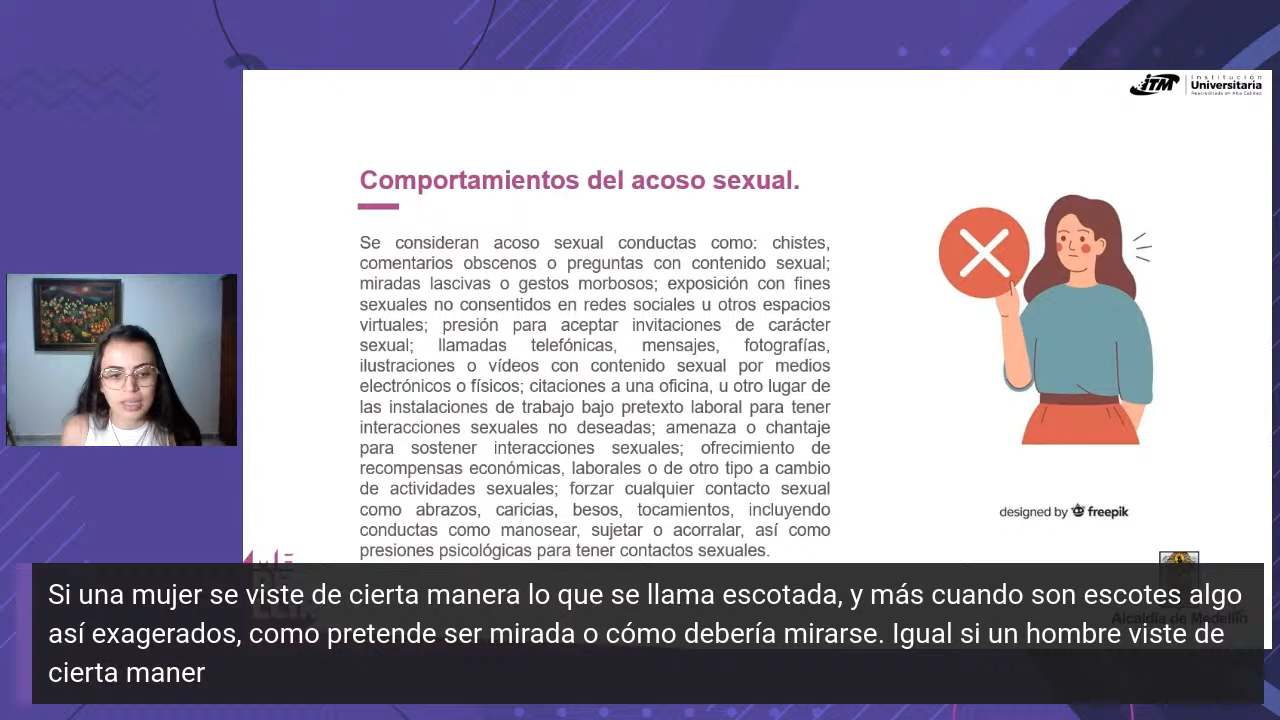 iTM
Institución
Universitaria
Reacreditada en Alta Calidad
Comportamientos del acoso sexual.
Se consideran acoso sexual conductas como: chistes,
comentarios obscenos o preguntas con contenido sexual;
miradas lascivas o gestos morbosos; exposición con fines
sexuales no consentidos en redes sociales u otros espacios
virtuales; presión para aceptar invitaciones de carácter
sexual; llamadas telefónicas, mensajes, fotografías,
ilustraciones o vídeos con contenido sexual por medios
electrónicos o físicos; citaciones a una oficina, u otro lugar de
las instalaciones de trabajo bajo pretexto laboral para tener
interacciones sexuales no deseadas; amenaza o chantaje
para sostener interacciones sexuales; ofrecimiento de
recompensas económicas, laborales o de otro tipo a cambio
de actividades sexuales; forzar cualquier contacto sexual
como abrazos, caricias, besos, tocamientos, incluyendo
conductas como manosear, sujetar o acorralar, así como
presiones psicológicas para tener contactos sexuales.
designed by freepik
Alcaldía de Medellín
Si una mujer se viste de cierta manera lo que se llama escotada, y más cuando son escotes algo
así exagerados, como pretende ser mirada o cómo debería mirarse. Igual si un hombre viste de
cierta maner